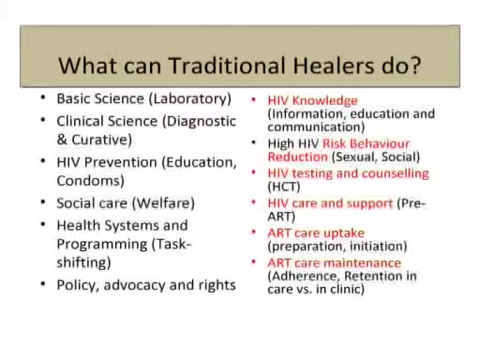 What can Traditional Healers do?
• Basic Science (Laboratory)
• Clinical Science (Diagnostic
& Curative)
• HIV Prevention (Education,
Condoms)
• Social care (Welfare)
• Health Systems and
Programming (Task-
shifting)
• Policy, advocacy and rights
• HIV Knowledge
(Information, education and
communication)
• High HIV Risk Behaviour
Reduction (Sexual, Social)
• HIV testing and counselling
(HCT)
• HIV care and support (Pre-
ART)
• ART care uptake
(preparation, initiation)
• ART care maintenance
(Adherence, Retention in
care vs. in clinic)